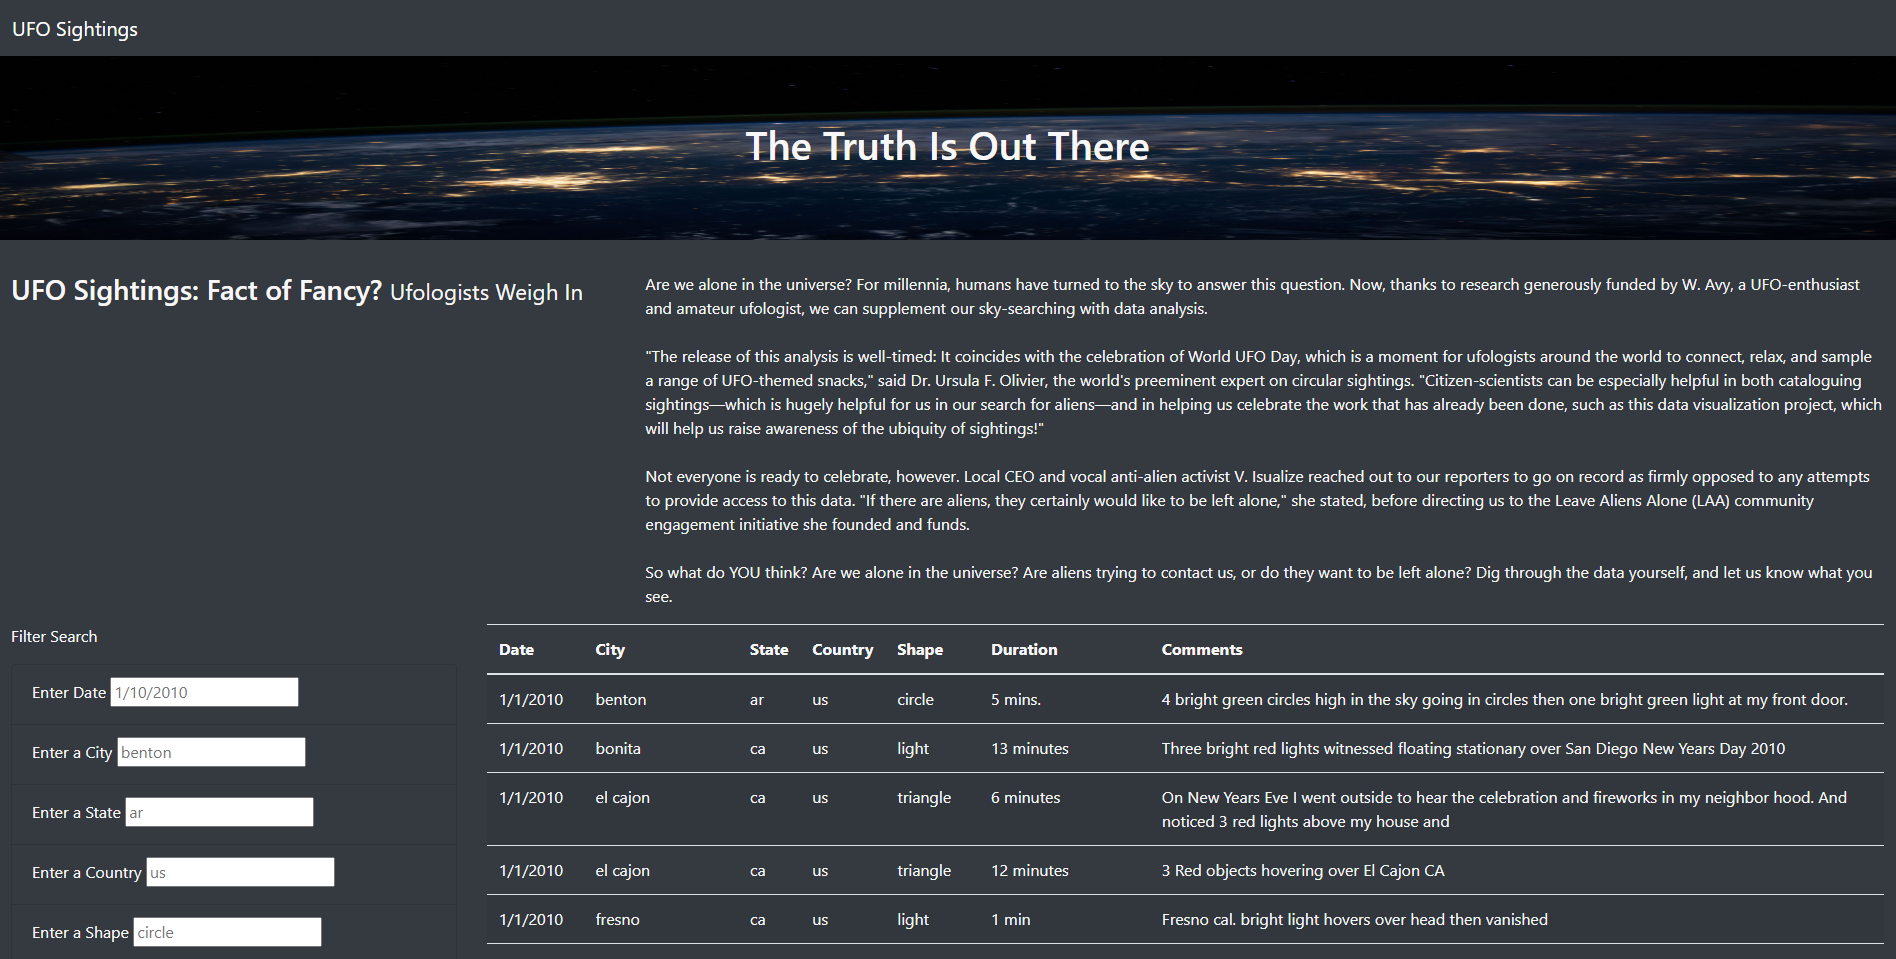 UFO Sightings
The Truth Is Out There
UFO Sightings: Fact of Fancy? Ufologists Weigh In
Are we alone in the universe? For millennia, humans have turned to the sky to answer this question. Now, thanks to research generously funded by W. Avy, a UFO-enthusiast
and amateur ufologist, we can supplement our sky-searching with data analysis.
"The release of this analysis is well-timed: It coincides with the celebration of World UFO Day, which is a moment for ufologists around the world to connect, relax, and sample
a range of UFO-themed snacks," said Dr. Ursula F. Olivier, the world's preeminent expert on circular sightings. "Citizen-scientists can be especially helpful in both cataloguing
sightings—which is hugely helpful for us in our search for aliens—and in helping us celebrate the work that has already been done, such as this data visualization project, which
will help us raise awareness of the ubiquity of sightings!"
Not everyone is ready to celebrate, however. Local CEO and vocal anti-alien activist V. Isualize reached out to our reporters to go on record as firmly opposed to any attempts
to provide access to this data. "If there are aliens, they certainly would like to be left alone," she stated, before directing us to the Leave Aliens Alone (LAA) community
engagement initiative she founded and funds.
So what do YOU think? Are we alone in the universe? Are aliens trying to contact us, or do they want to be left alone? Dig through the data yourself, and let us know what you
see.
Filter Search
Enter Date 1/10/2010
Enter a City benton
Enter a State ar
Enter a Country us
Enter a Shape circle
Date City State Country Shape Duration Comments
1/1/2010 benton ar us circle 5 mins. 4 bright green circles high in the sky going in circles then one bright green light at my front door.
1/1/2010 bonita ca us light 13 minutes Three bright red lights witnessed floating stationary over San Diego New Years Day 2010
1/1/2010 el cajon ca us triangle 6 minutes On New Years Eve I went outside to hear the celebration and fireworks in my neighbor hood. And
noticed 3 red lights above my house and
1/1/2010 el cajon ca us triangle 12 minutes 3 Red objects hovering over El Cajon CA
1/1/2010 fresno ca us light 1 min Fresno cal. bright light hovers over head then vanished